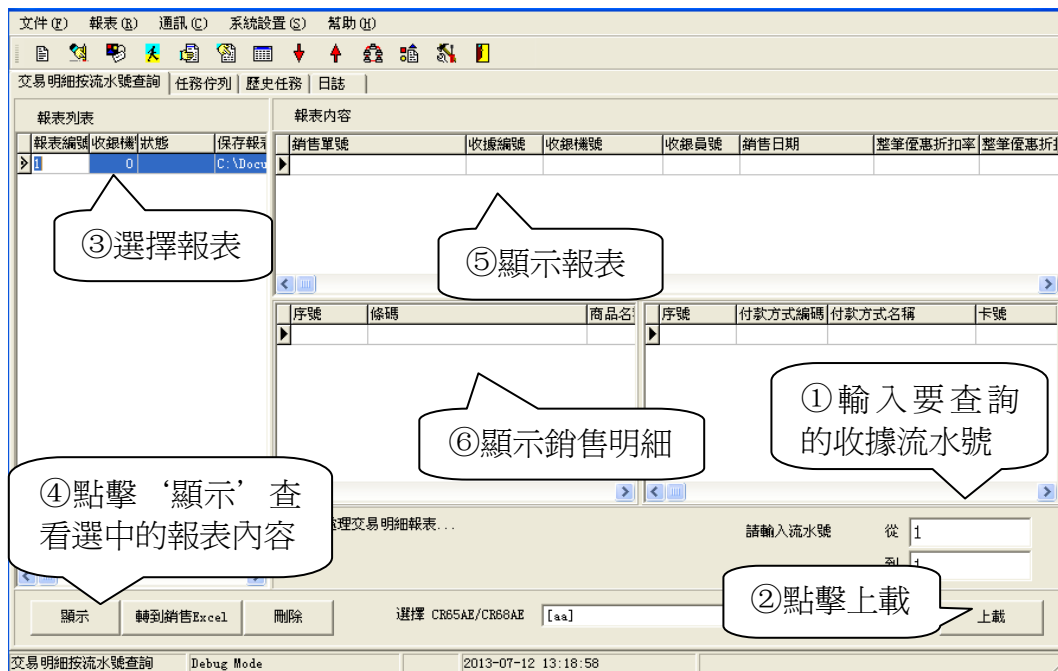 文件(F) 報表(R) 通訊(C) 系統設置(S) 幫助(H)
交易明細按流水號查詢 任務佇列 歷史任務 日誌
報表列表 報表內容
報表編號 收銀機 狀態 保存報
1 0 C:\Docu
銷售單號 收據編號 收銀機號 收銀員號 銷售日期 整筆優惠折扣率 整筆優惠折
③選擇報表
⑤顯示報表
序號 條碼 商品名
序號 付款方式編碼 付款方式名稱 卡號
①輸入要查詢
的收據流水號
⑥顯示銷售明細
④點擊‘顯示’查
看選中的報表內容
處理交易明細報表...
請輸入流水號 從 1
到 1
②點擊上載
顯示 轉到銷售Excel 刪除 選擇 CR65AE/CR68AE [aa] 上載
交易明細按流水號查詢 Debug Mode 2013-07-12 13:18:58